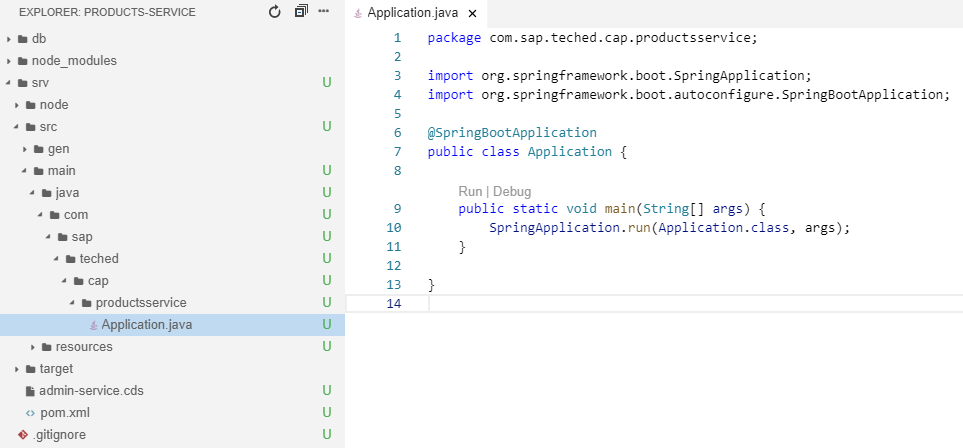 EXPLORER: PRODUCTS-SERVICE
db
node_modules
srv U
node
src U
gen
main U
java U
com U
sap U
teched U
cap U
productsservice U
Application.java U
resources U
target
admin-service.cds U
pom.xml U
.gitignore U
Application.java ×
1 package com.sap.teched.cap.productsservice;
2
3 import org.springframework.boot.SpringApplication;
4 import org.springframework.boot.autoconfigure.SpringBootApplication;
5
6 @SpringBootApplication
7 public class Application {
8
Run | Debug
9     public static void main(String[] args) {
10         SpringApplication.run(Application.class, args);
11     }
12
13 }
14